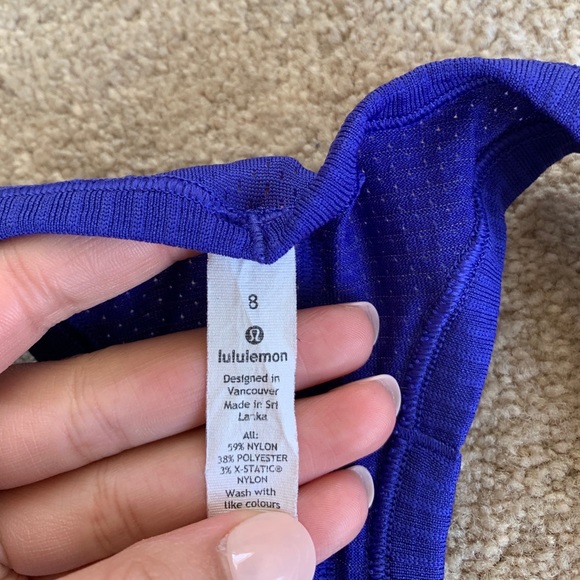 8
lululemon
Designed in
Vancouver
Made in Sri
Lanka
All:
59% NYLON
38% POLYESTER
3% X-STATIC®
NYLON
Wash with
like colours